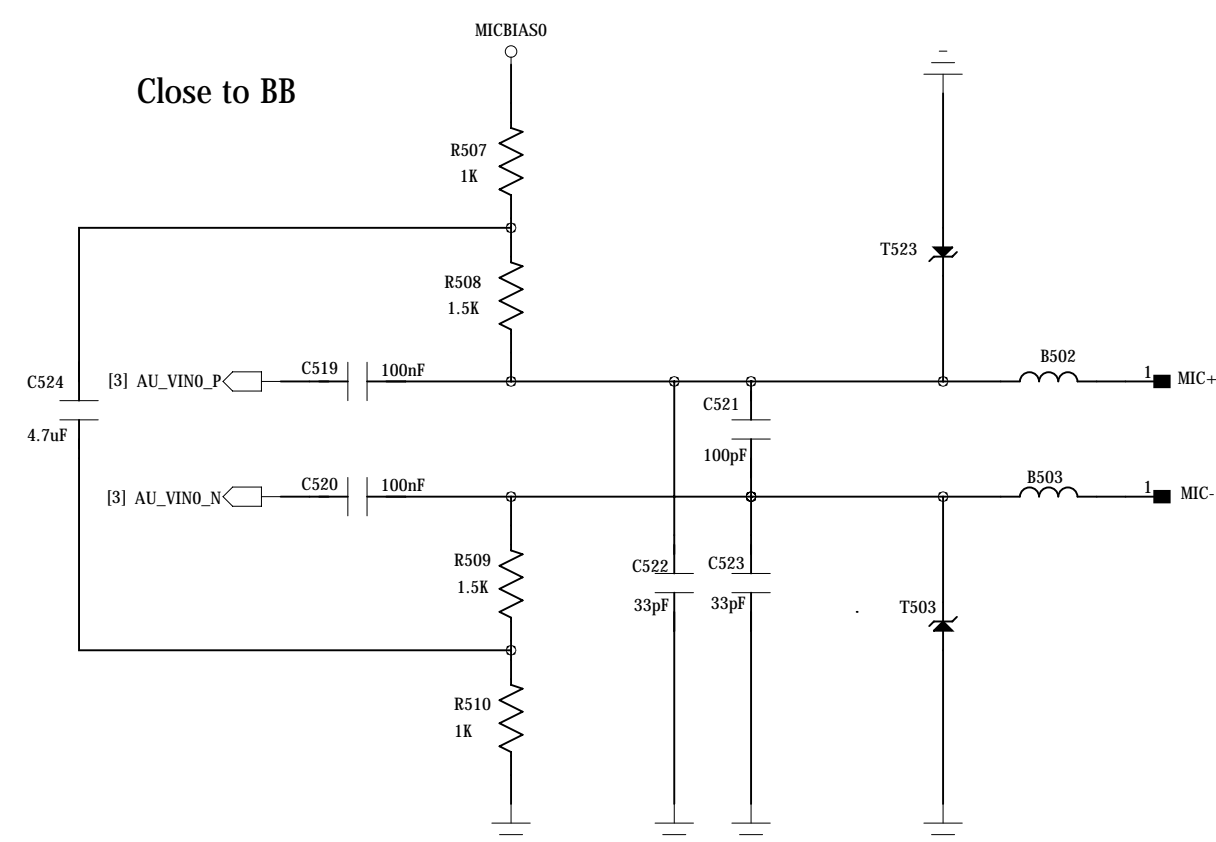 MICBIAS0
Close to BB
R507
1K
R508
1.5K
T523
C524
4.7uF
[3] AU_VIN0_P
C519
100nF
C521
100pF
B502
1
MIC+
[3] AU_VIN0_N
C520
100nF
B503
1
MIC-
R509
1.5K
C522
33pF
C523
33pF
T503
R510
1K